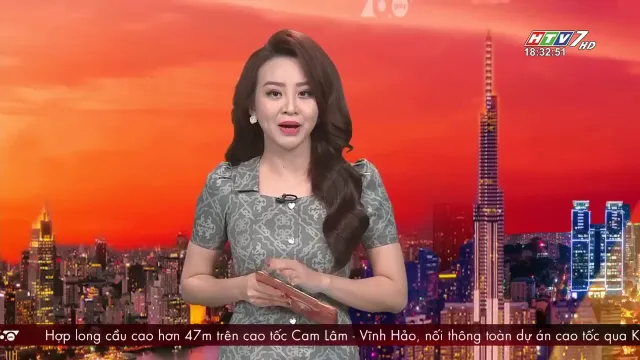 HTV7 HD
18:32:51
Hợp long cầu cao hơn 47m trên cao tốc Cam Lâm - Vĩnh Hảo, nối thông toàn dự án cao tốc qua K